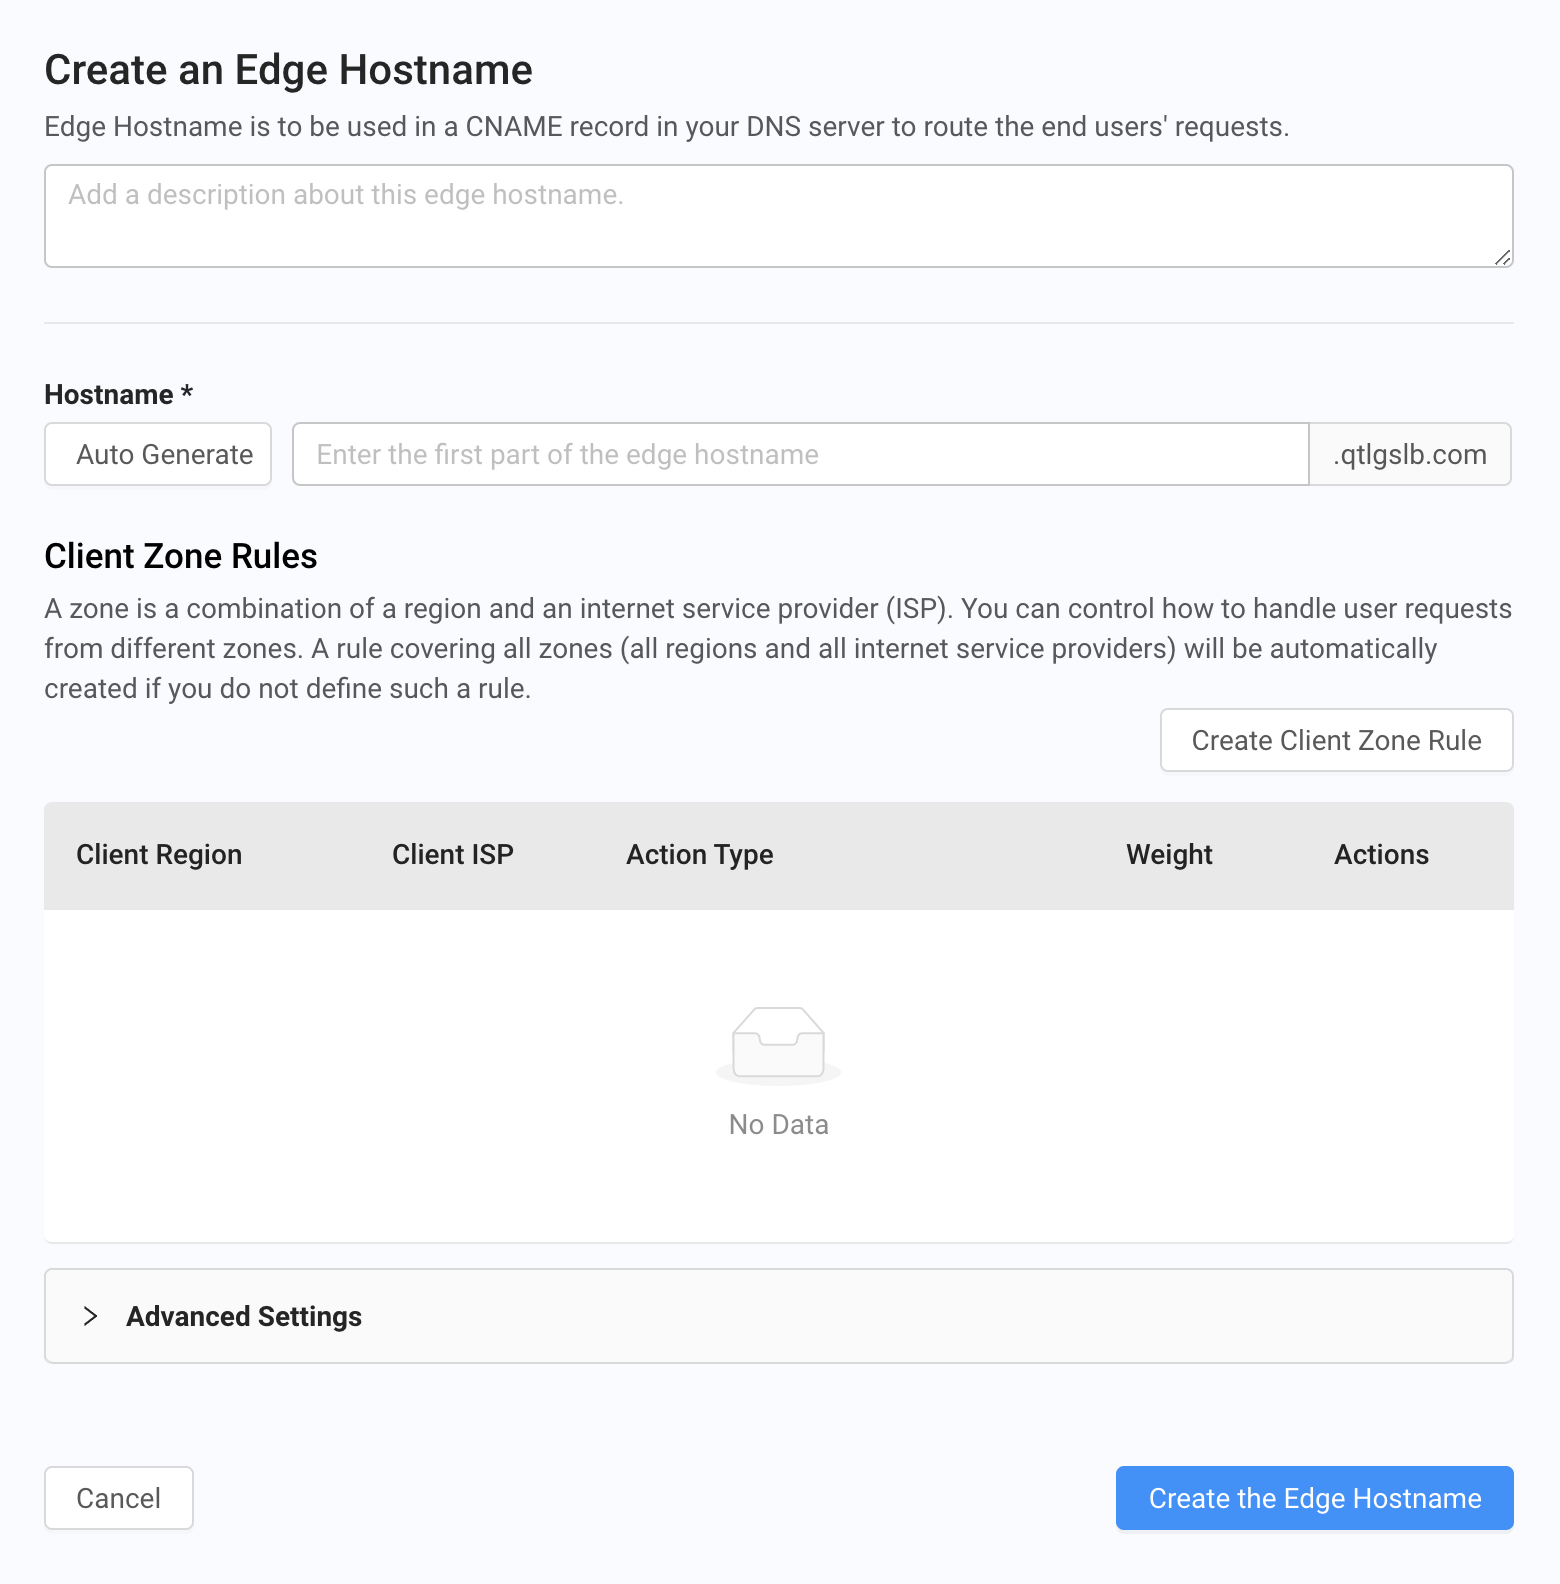 Create an Edge Hostname
Edge Hostname is to be used in a CNAME record in your DNS server to route the end users' requests.
Add a description about this edge hostname.
Hostname *
Auto Generate
Enter the first part of the edge hostname
.qtlgslb.com
Client Zone Rules
A zone is a combination of a region and an internet service provider (ISP). You can control how to handle user requests
from different zones. A rule covering all zones (all regions and all internet service providers) will be automatically
created if you do not define such a rule.
Create Client Zone Rule
Client Region Client ISP Action Type Weight Actions
No Data
Advanced Settings
Cancel
Create the Edge Hostname